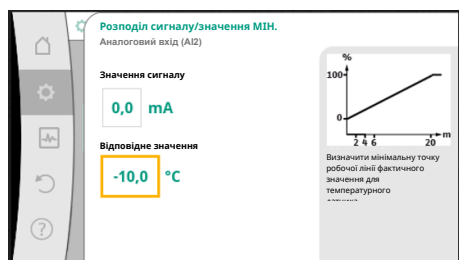 Розподіл сигналу/значення МІН.
Аналоговий вхід (AI2)
Значення сигналу
0,0 mA
Відповідне значення
-10,0 °C
%
100
0
2 4 6 20 m
Визначити мінімальну точку
робочої лінії фактичного
значення для
температурного